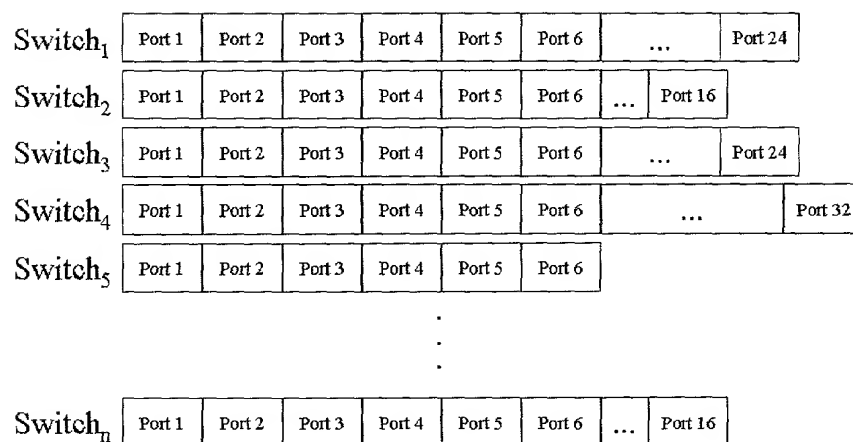 Switch₁ Port 1 Port 2 Port 3 Port 4 Port 5 Port 6 ... Port 24
Switch₂ Port 1 Port 2 Port 3 Port 4 Port 5 Port 6 ... Port 16
Switch₃ Port 1 Port 2 Port 3 Port 4 Port 5 Port 6 ... Port 24
Switch₄ Port 1 Port 2 Port 3 Port 4 Port 5 Port 6 ... Port 32
Switch₅ Port 1 Port 2 Port 3 Port 4 Port 5 Port 6
.
.
.
Switchₙ Port 1 Port 2 Port 3 Port 4 Port 5 Port 6 ... Port 16